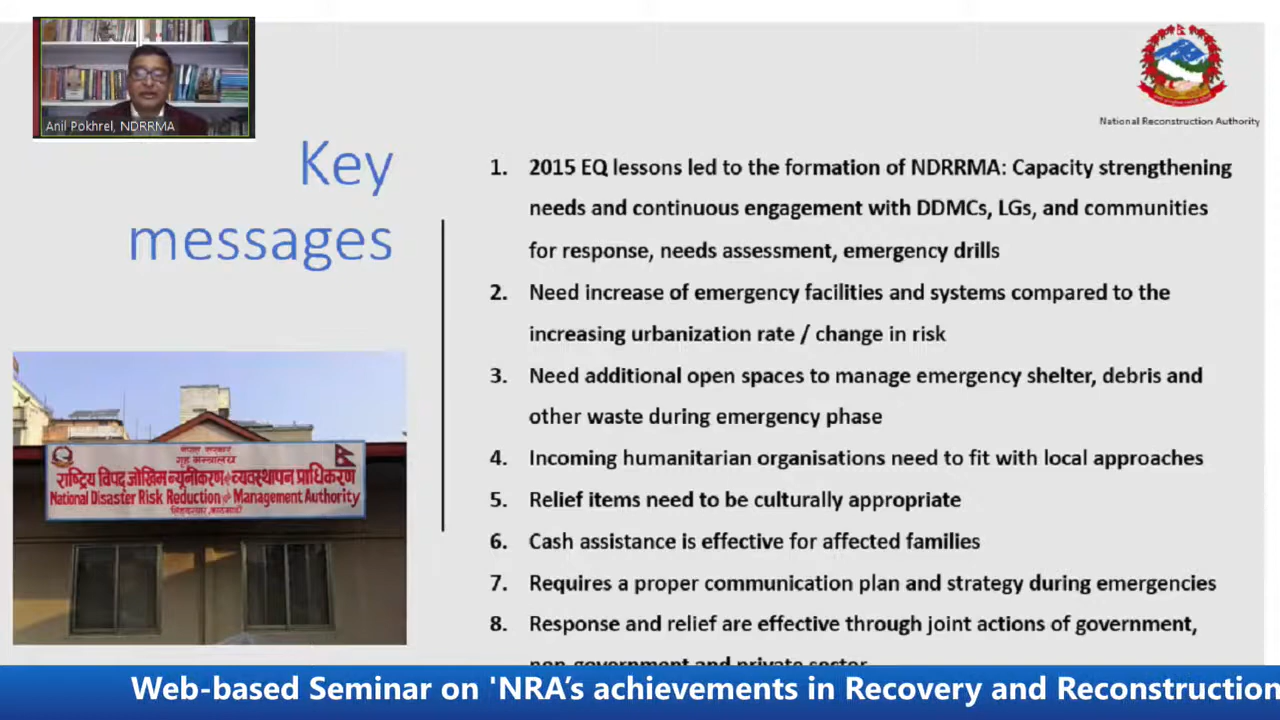 Anil Pokhrel, NDRRMA
National Reconstruction Authority
Key
messages
1. 2015 EQ lessons led to the formation of NDRRMA: Capacity strengthening
needs and continuous engagement with DDMCs, LGs, and communities
for response, needs assessment, emergency drills
2. Need increase of emergency facilities and systems compared to the
increasing urbanization rate / change in risk
3. Need additional open spaces to manage emergency shelter, debris and
other waste during emergency phase
4. Incoming humanitarian organisations need to fit with local approaches
5. Relief items need to be culturally appropriate
6. Cash assistance is effective for affected families
7. Requires a proper communication plan and strategy during emergencies
8. Response and relief are effective through joint actions of government,
non-government and private sector
नेपाल सरकार
गृह मन्त्रालय
राष्ट्रिय विपद् जोखिम न्यूनीकरण तथा व्यवस्थापन प्राधिकरण
National Disaster Risk Reduction & Management Authority
सिंहदरबार, काठमाडौं
Web-based Seminar on 'NRA's achievements in Recovery and Reconstruction